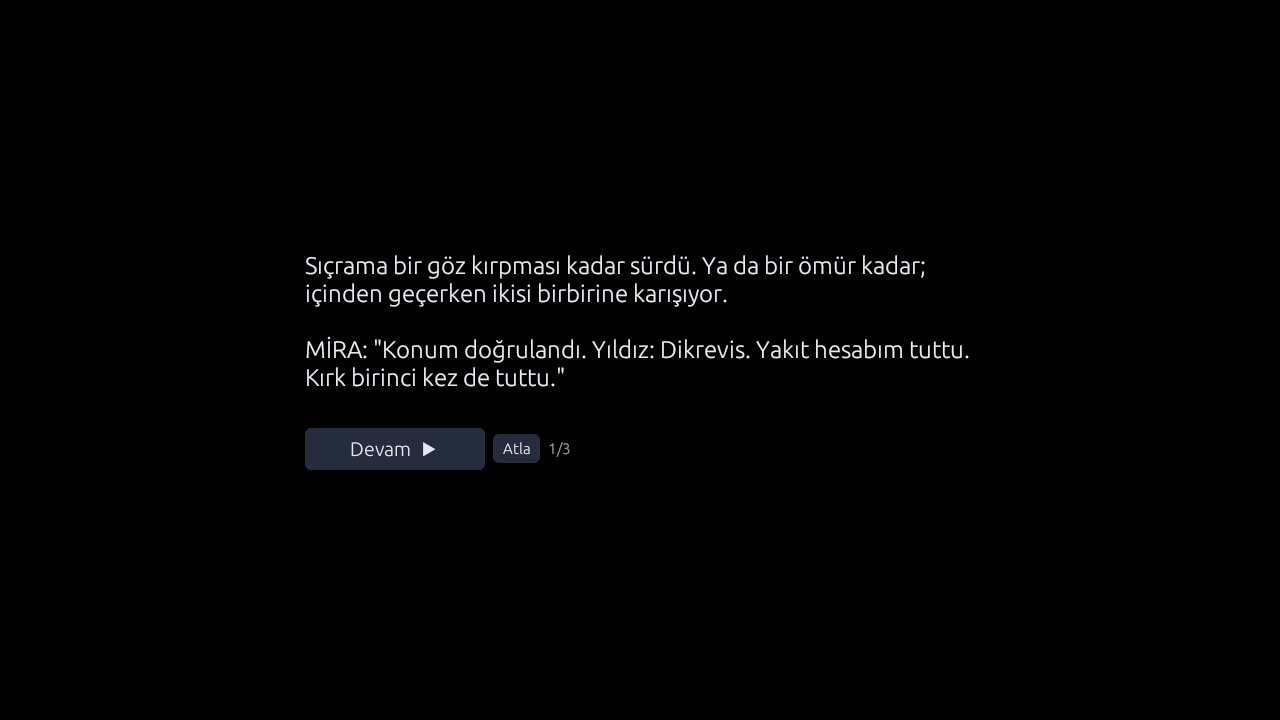 Sıçrama bir göz kırpması kadar sürdü. Ya da bir ömür kadar;
içinden geçerken ikisi birbirine karışıyor.
MİRA: "Konum doğrulandı. Yıldız: Dikrevis. Yakıt hesabım tuttu.
Kırk birinci kez de tuttu."
Devam ▶ Atla 1/3